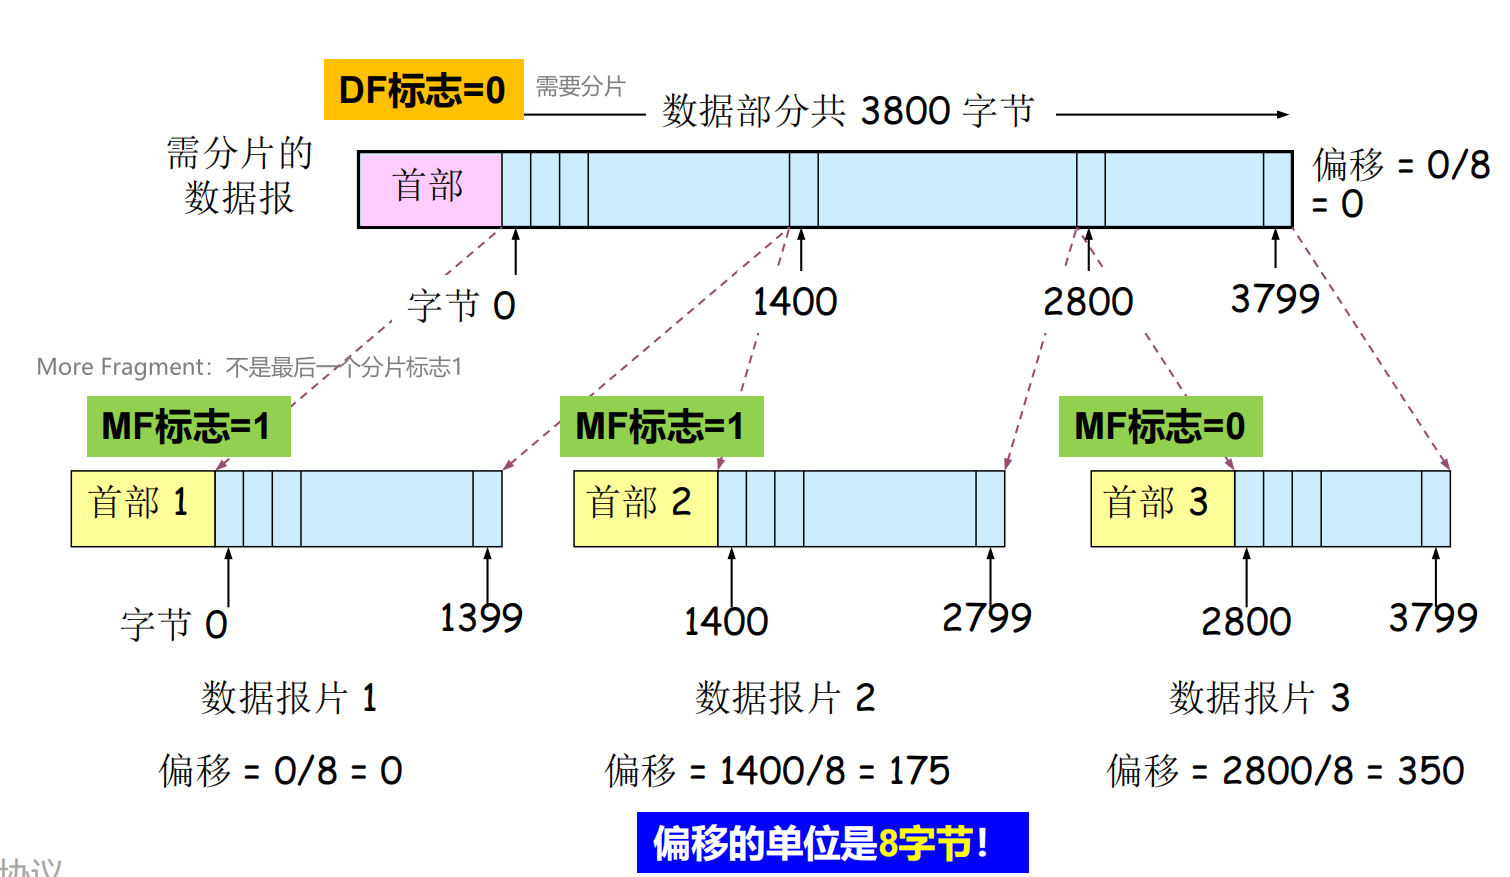 DF标志=0
需要分片
数据部分共 3800 字节
需分片的
数据报
首部
偏移 = 0/8
= 0
字节 0
1400
2800
3799
More Fragment：不是最后一个分片标志1
MF标志=1
MF标志=1
MF标志=0
首部 1
首部 2
首部 3
字节 0
1399
1400
2799
2800
3799
数据报片 1
数据报片 2
数据报片 3
偏移 = 0/8 = 0
偏移 = 1400/8 = 175
偏移 = 2800/8 = 350
偏移的单位是8字节！
协议